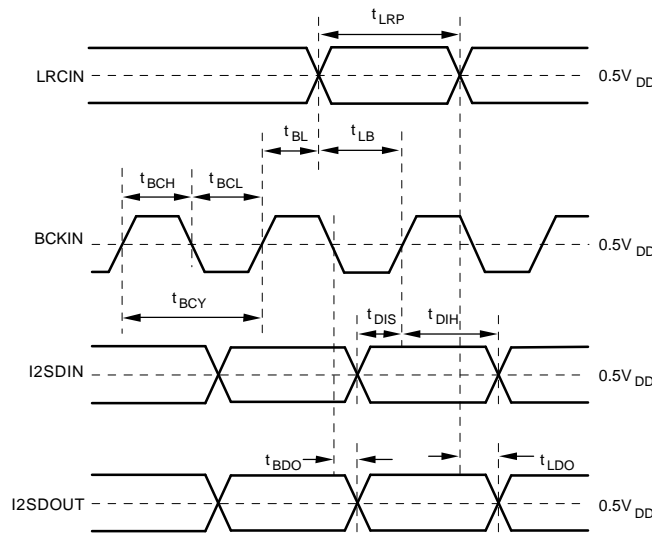 tLRP
LRCIN 0.5VDD
tBL tLB
tBCH tBCL
BCKIN 0.5VDD
tBCY
tDIS tDIH
I2SDIN 0.5VDD
tBDO tLDO
I2SDOUT 0.5VDD